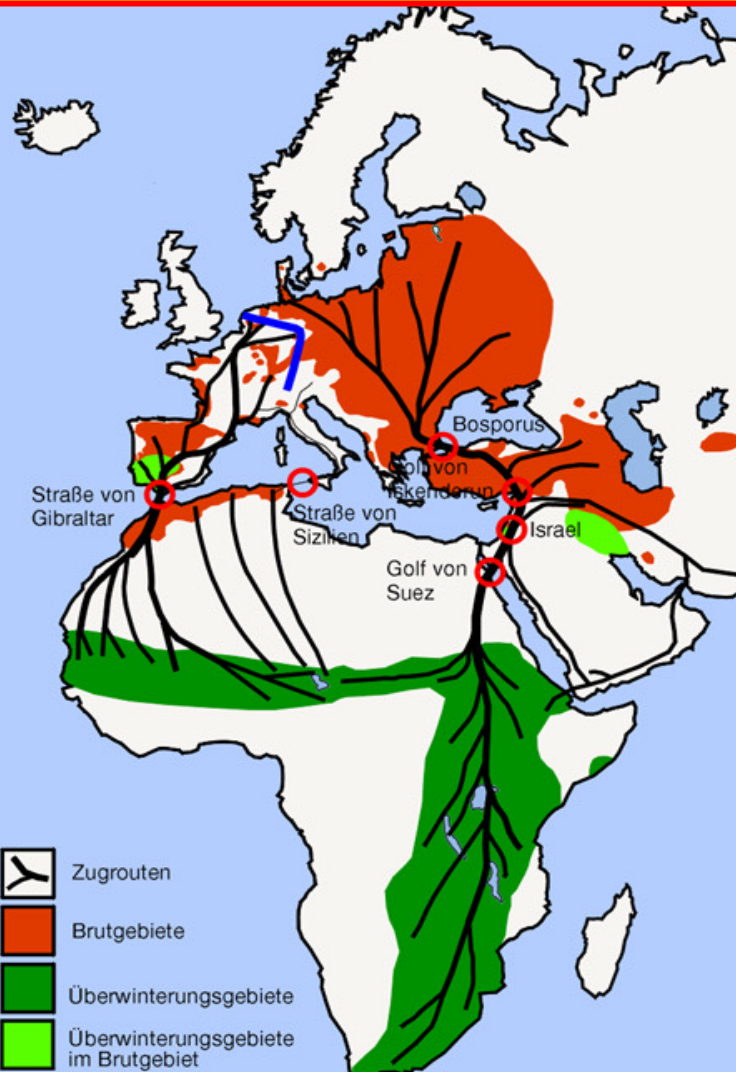 Bosporus
Golf von
Iskenderun
Straße von
Gibraltar
Straße von
Sizilien
Israel
Golf von
Suez
Zugrouten
Brutgebiete
Überwinterungsgebiete
Überwinterungsgebiete
im Brutgebiet